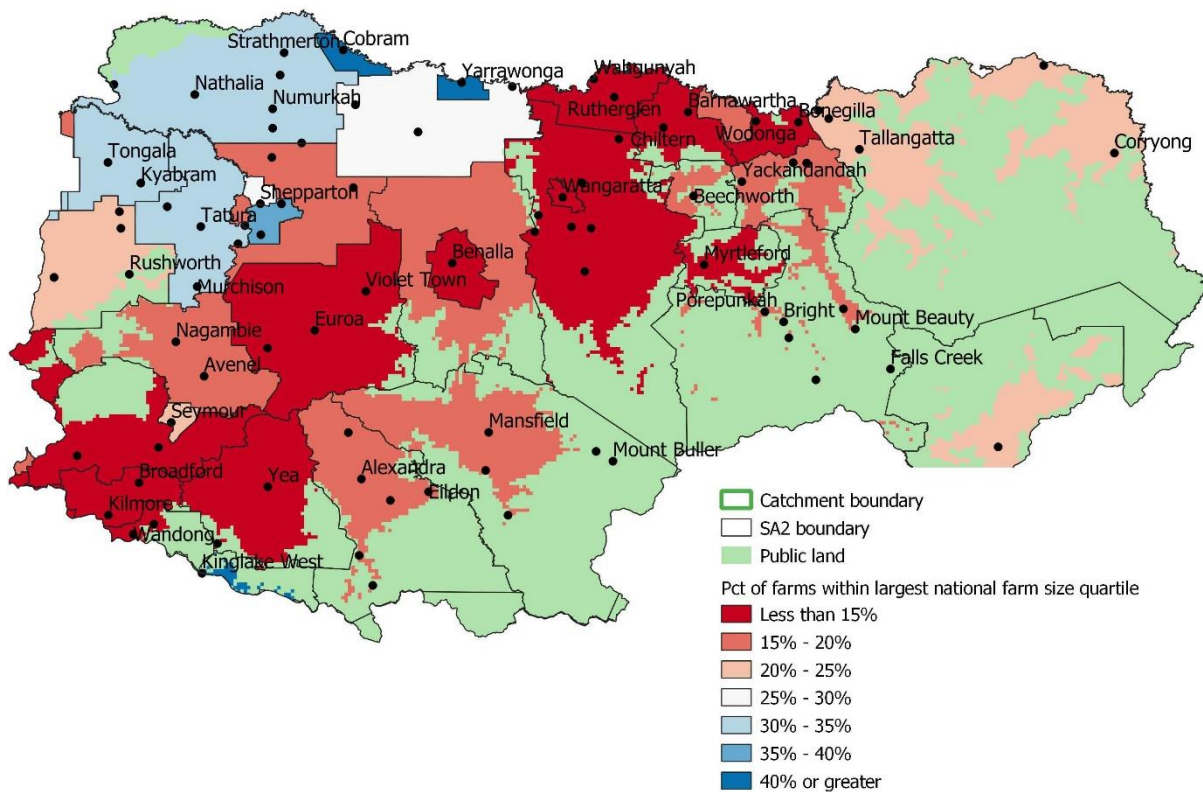 Strathmerton
Cobram
Nathalia
Numurkah
Yarrawonga
Wahgunyah
Rutherglen
Barnawartha
Bonegilla
Chiltern
Wodonga
Tallangatta
Corryong
Tongala
Kyabram
Shepparton
Wangaratta
Yackandandah
Beechworth
Tatura
Benalla
Myrtleford
Rushworth
Violet Town
Murchison
Porepunkah
Bright
Mount Beauty
Nagambie
Euroa
Avenel
Falls Creek
Seymour
Mansfield
Mount Buller
Broadford
Yea
Alexandra
Eildon
Kilmore
Wandong
Kinglake West
Catchment boundary
SA2 boundary
Public land
Pct of farms within largest national farm size quartile
Less than 15%
15% - 20%
20% - 25%
25% - 30%
30% - 35%
35% - 40%
40% or greater